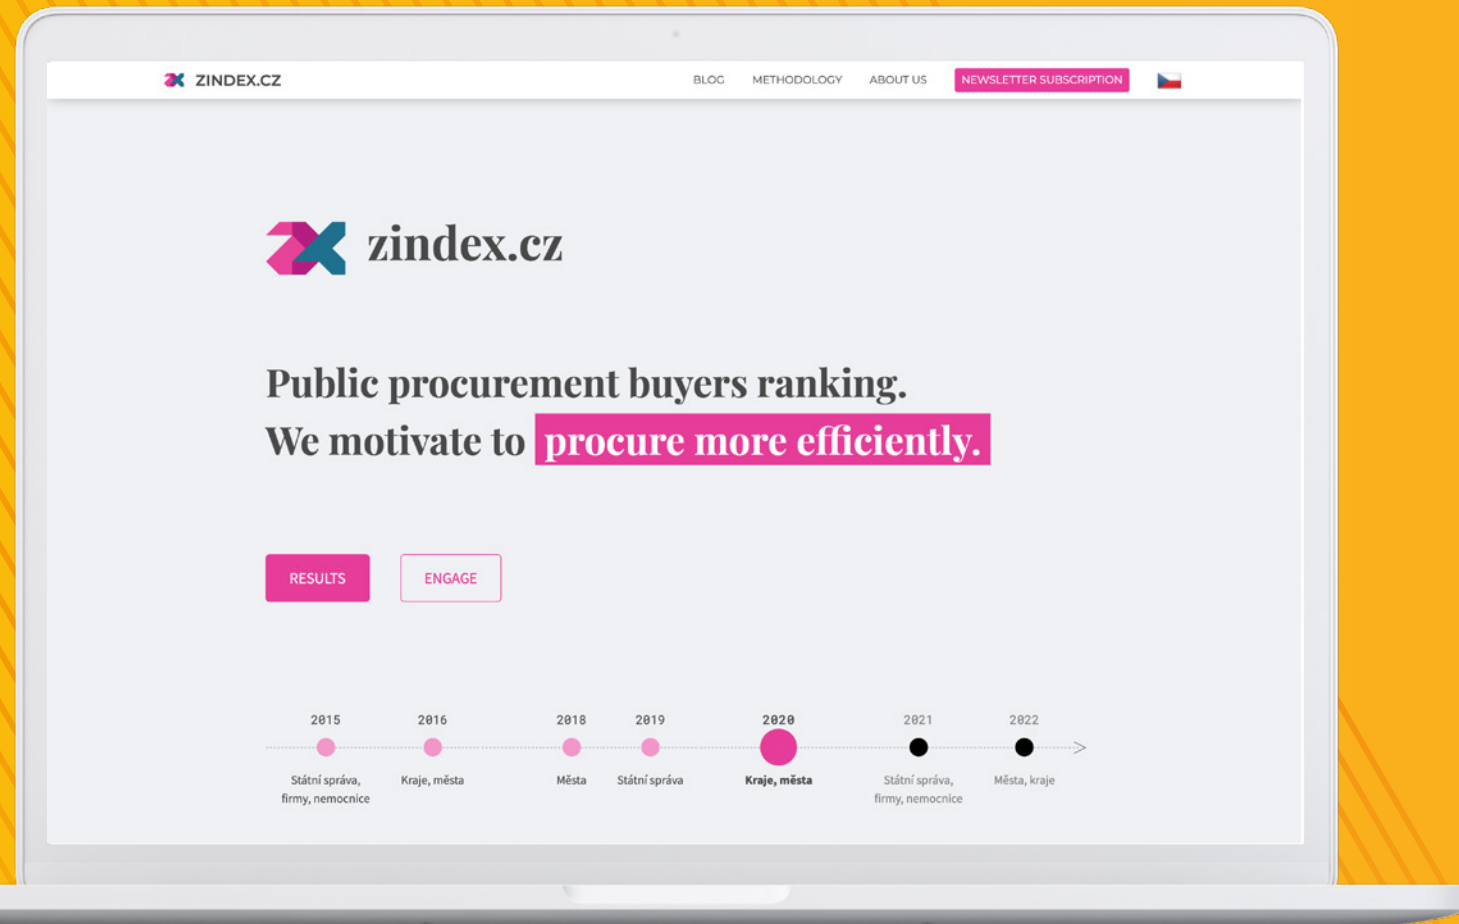 ZINDEX.CZ
BLOG METHODOLOGY ABOUT US NEWSLETTER SUBSCRIPTION
zindex.cz
Public procurement buyers ranking.
We motivate to procure more efficiently.
RESULTS ENGAGE
2015 2016 2018 2019 2020 2021 2022
Státní správa, Kraje, města Města Státní správa Kraje, města Státní správa, Města, kraje
firmy, nemocnice firmy, nemocnice